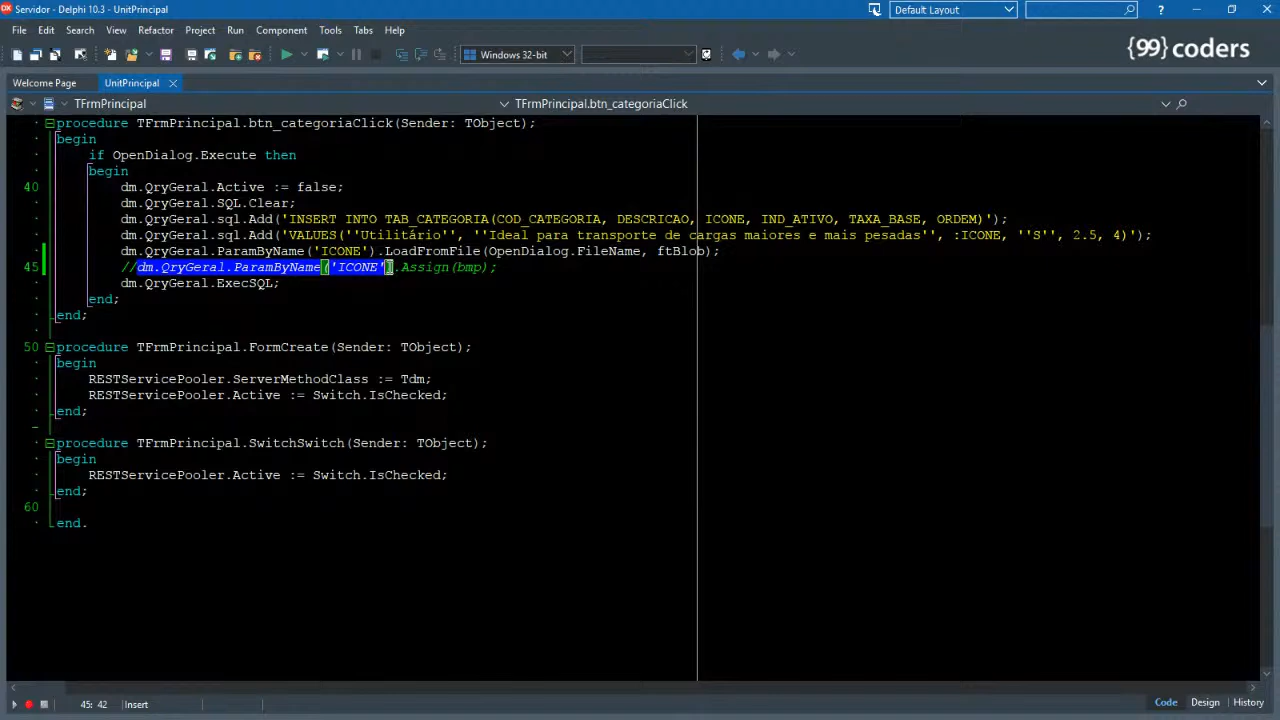 Servidor - Delphi 10.3 - UnitPrincipal
Default Layout
?
File Edit Search View Refactor Project Run Component Tools Tabs Help
Windows 32-bit
{99} coders
Welcome Page UnitPrincipal
TFrmPrincipal TFrmPrincipal.btn_categoriaClick
procedure TFrmPrincipal.btn_categoriaClick(Sender: TObject);
begin
if OpenDialog.Execute then
begin
40 dm.QryGeral.Active := false;
dm.QryGeral.SQL.Clear;
dm.QryGeral.sql.Add('INSERT INTO TAB_CATEGORIA(COD_CATEGORIA, DESCRICAO, ICONE, IND_ATIVO, TAXA_BASE, ORDEM)');
dm.QryGeral.sql.Add('VALUES(''Utilitário'', ''Ideal para transporte de cargas maiores e mais pesadas'', :ICONE, ''S'', 2.5, 4)');
dm.QryGeral.ParamByName('ICONE').LoadFromFile(OpenDialog.FileName, ftBlob);
45 //dm.QryGeral.ParamByName('ICONE').Assign(bmp);
dm.QryGeral.ExecSQL;
end;
end;
50 procedure TFrmPrincipal.FormCreate(Sender: TObject);
begin
RESTServicePooler.ServerMethodClass := Tdm;
RESTServicePooler.Active := Switch.IsChecked;
end;
procedure TFrmPrincipal.SwitchSwitch(Sender: TObject);
begin
RESTServicePooler.Active := Switch.IsChecked;
end;
60
end.
45: 42 Insert Code Design History